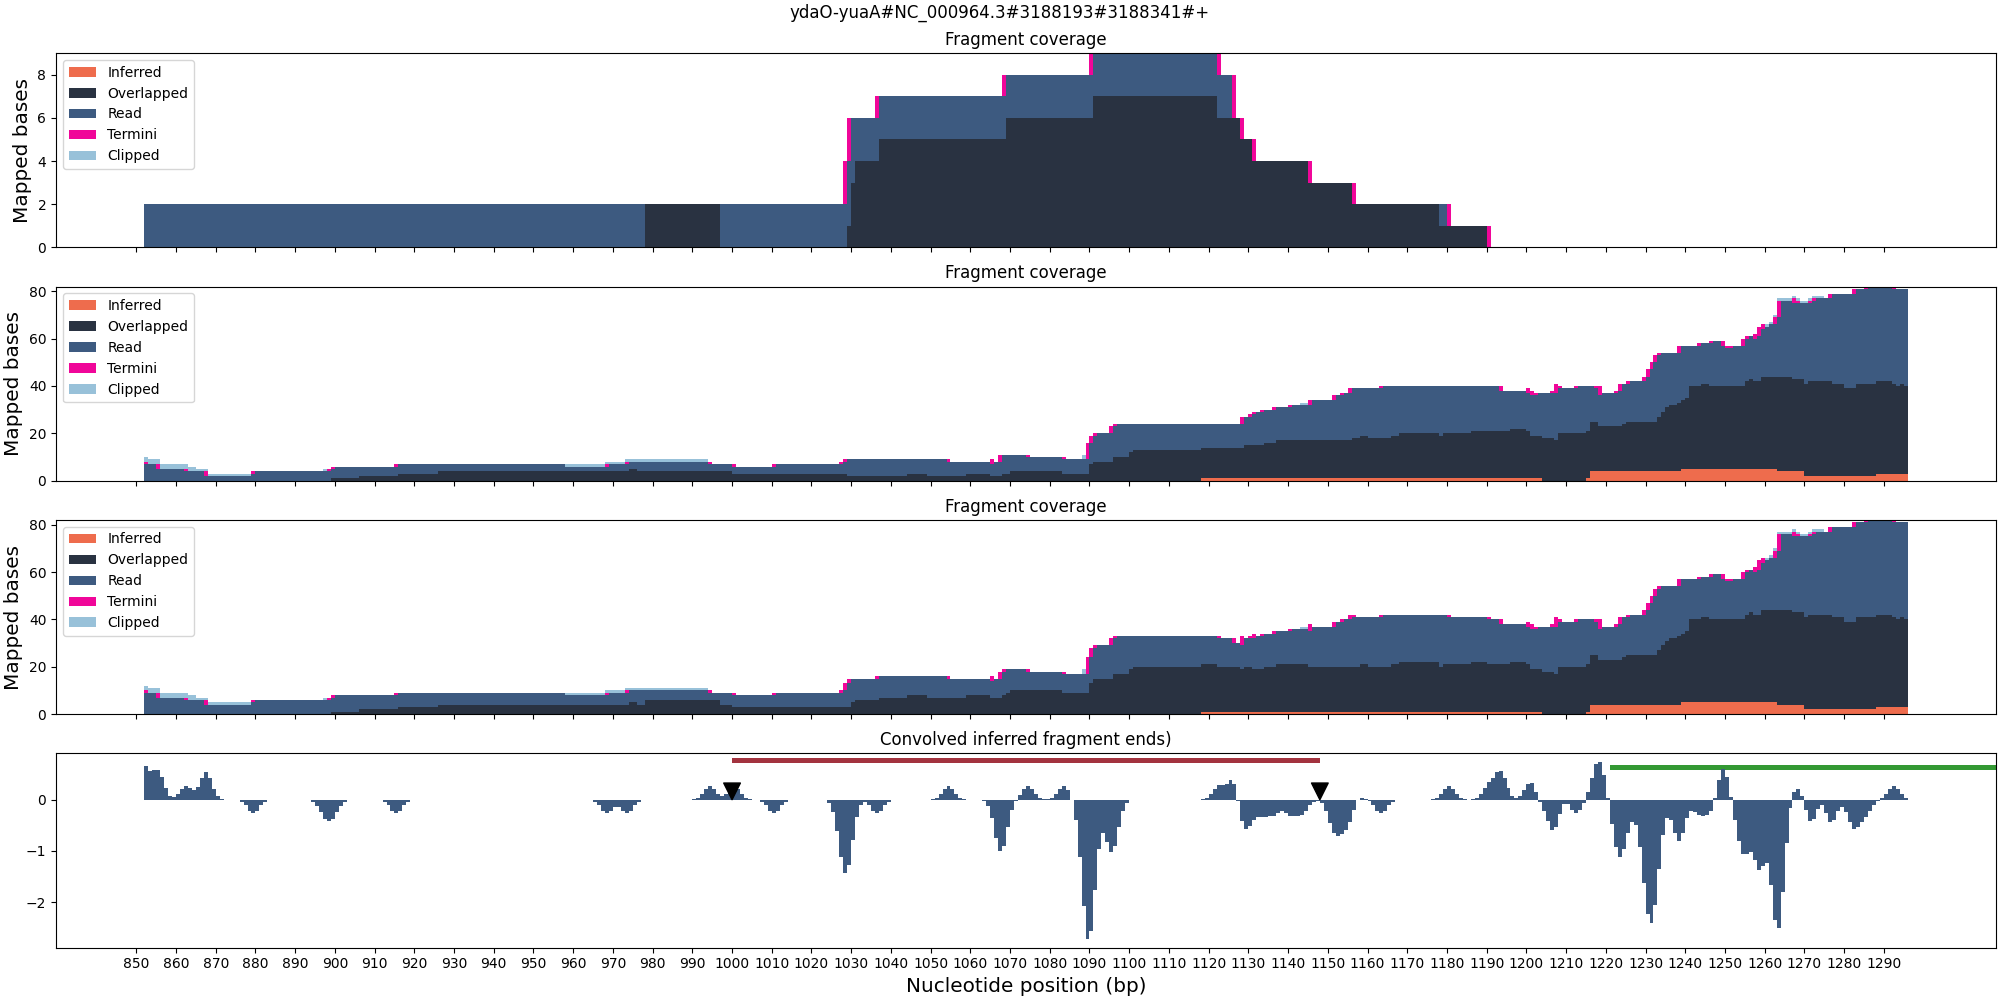 ydaO-yuaA#NC_000964.3#3188193#3188341#+
Fragment coverage
Mapped bases
8
6
4
2
0
Inferred
Overlapped
Read
Termini
Clipped
Fragment coverage
Mapped bases
80
60
40
20
0
Inferred
Overlapped
Read
Termini
Clipped
Fragment coverage
Mapped bases
80
60
40
20
0
Inferred
Overlapped
Read
Termini
Clipped
Convolved inferred fragment ends)
0
−1
−2
850 860 870 880 890 900 910 920 930 940 950 960 970 980 990 1000 1010 1020 1030 1040 1050 1060 1070 1080 1090 1100 1110 1120 1130 1140 1150 1160 1170 1180 1190 1200 1210 1220 1230 1240 1250 1260 1270 1280 1290
Nucleotide position (bp)